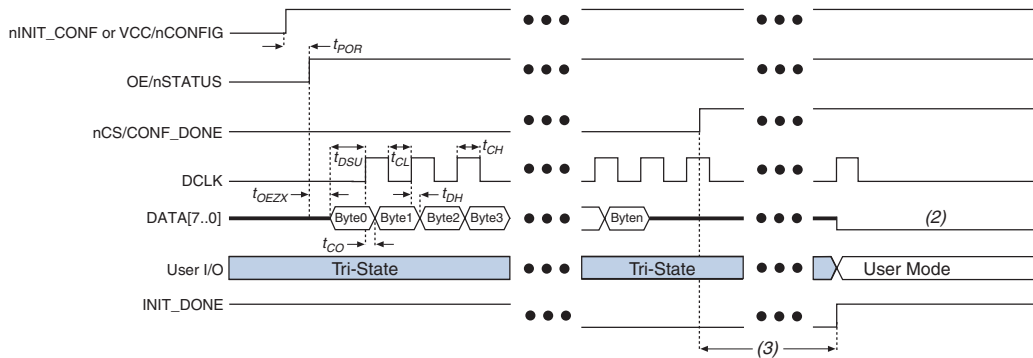 nINIT_CONF or VCC/nCONFIG
tPOR
OE/nSTATUS
nCS/CONF_DONE
tDSU
tCL
tCH
DCLK
tOEZX
tDH
DATA[7..0]
Byte0
Byte1
Byte2
Byte3
Byten
(2)
tCO
User I/O
Tri-State
Tri-State
User Mode
INIT_DONE
(3)